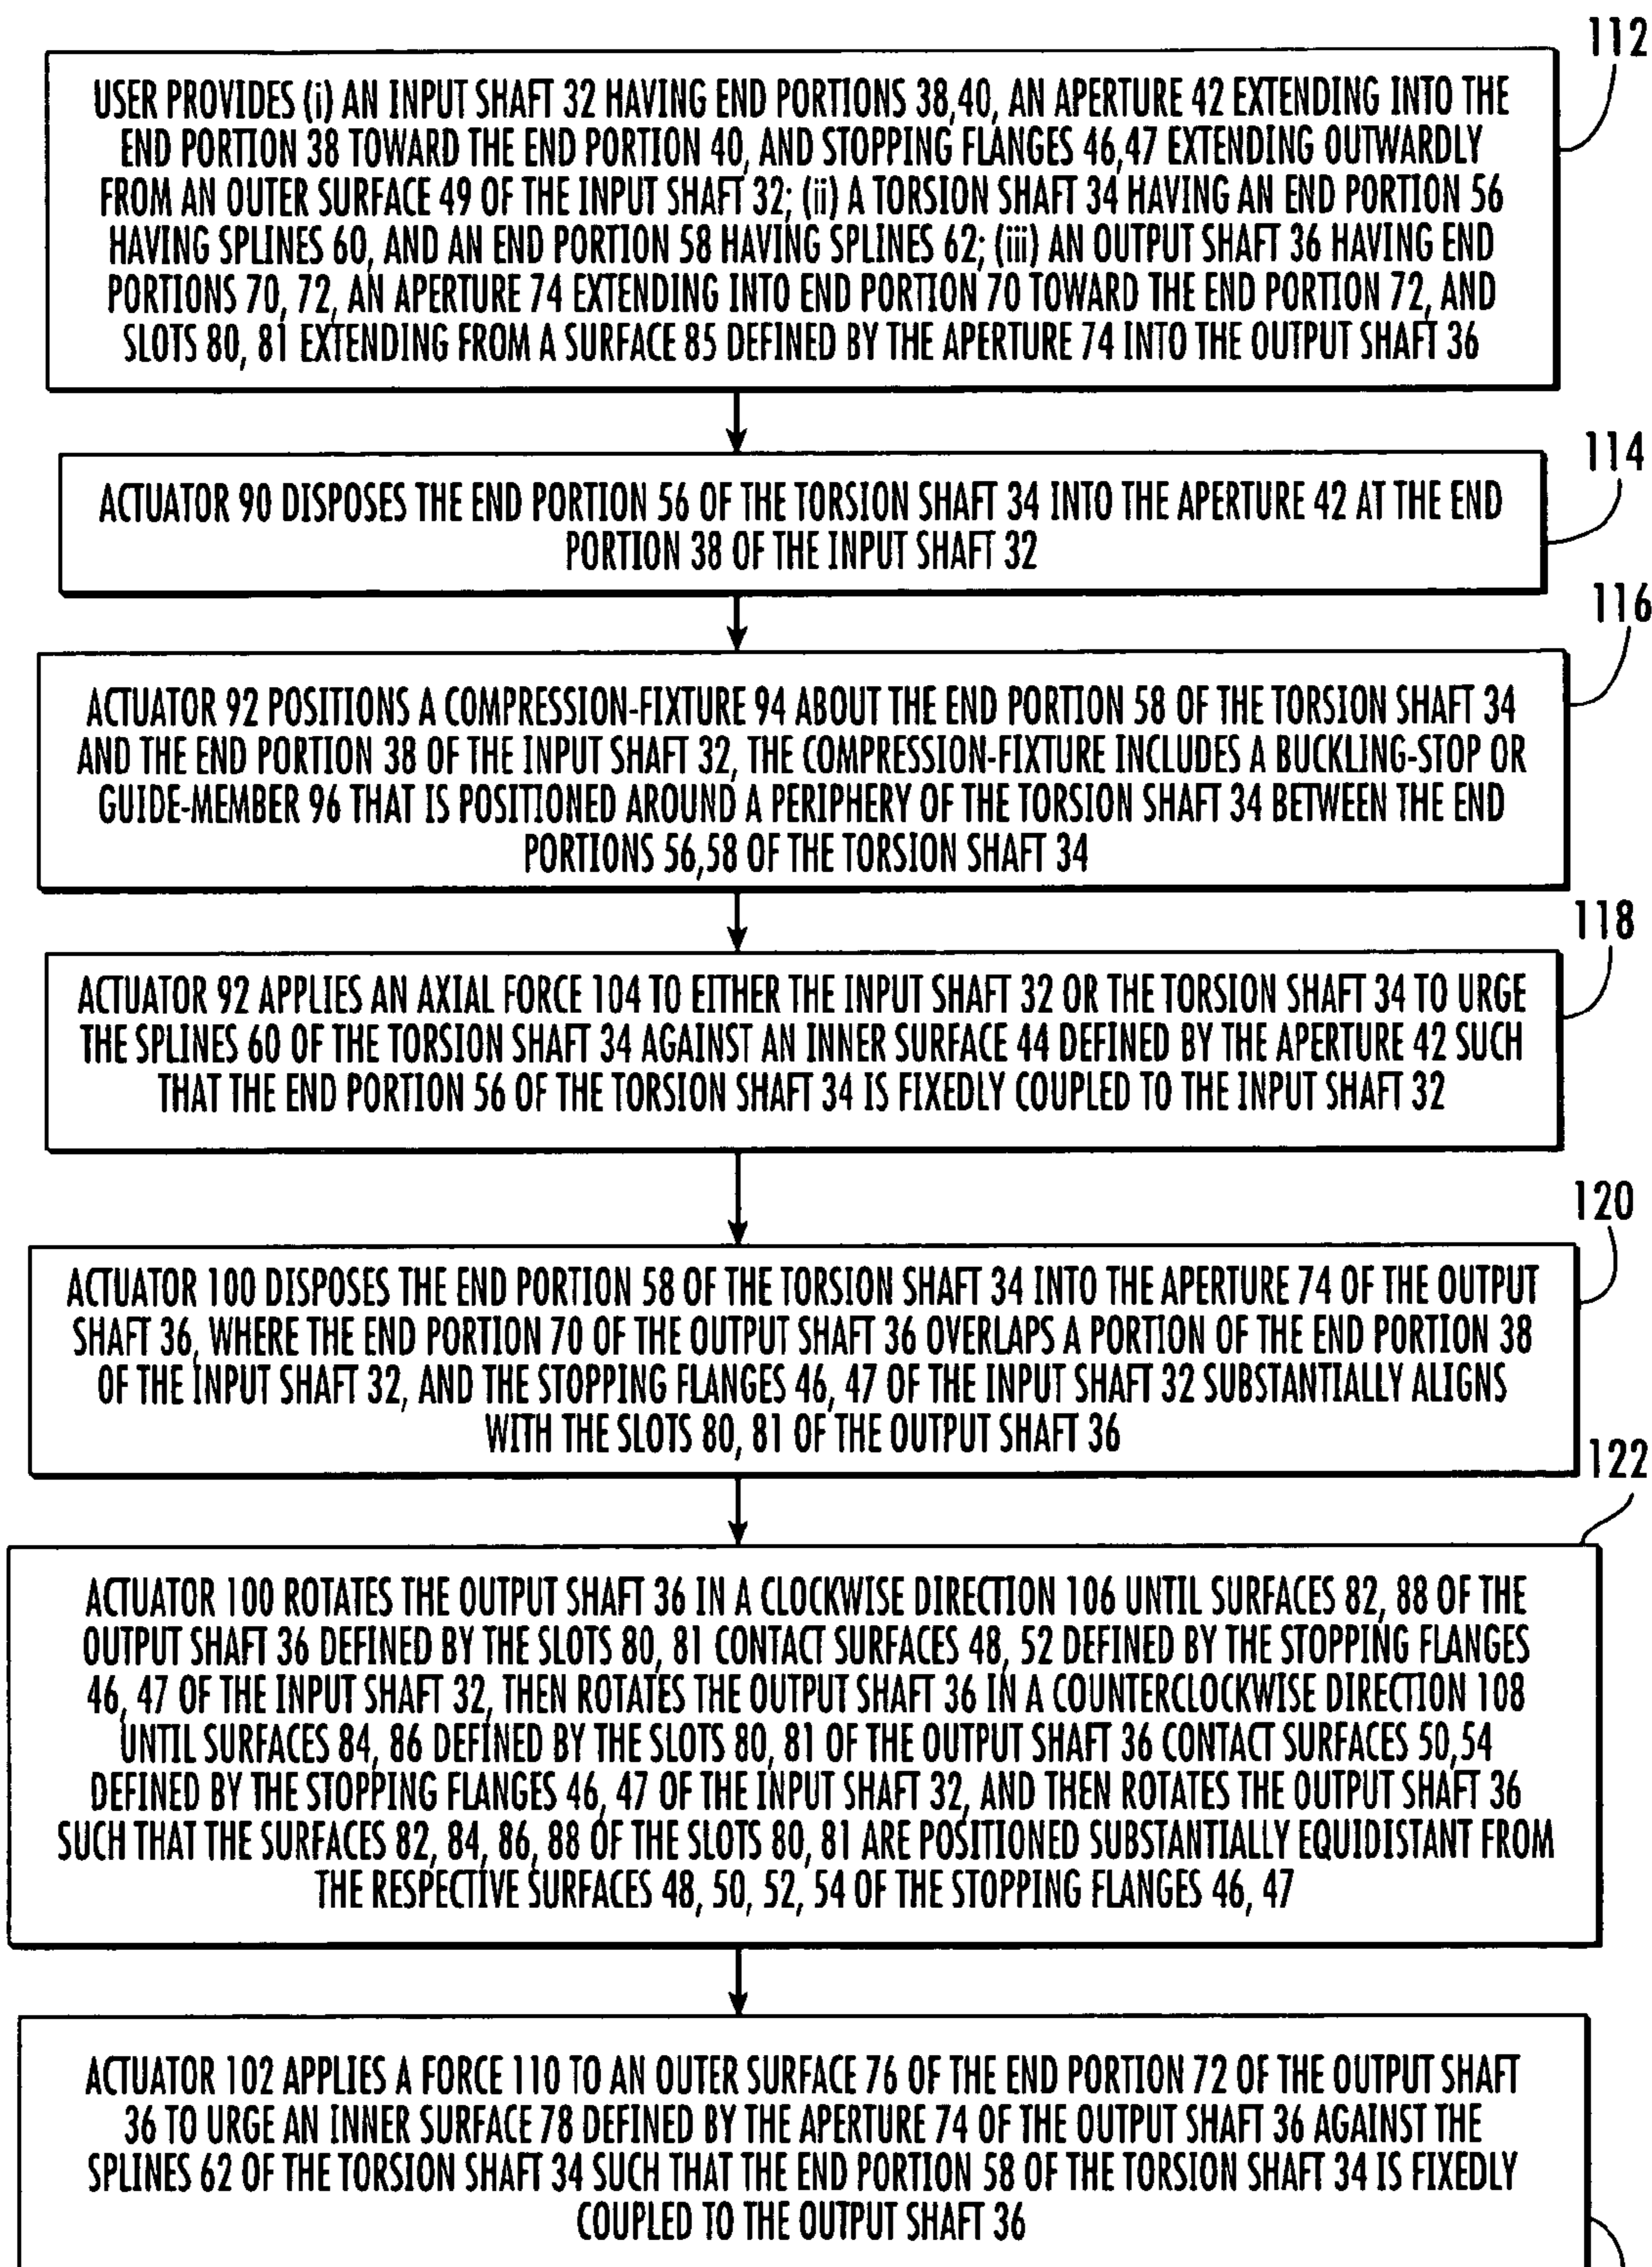 112
USER PROVIDES (i) AN INPUT SHAFT 32 HAVING END PORTIONS 38,40, AN APERTURE 42 EXTENDING INTO THE
END PORTION 38 TOWARD THE END PORTION 40, AND STOPPING FLANGES 46,47 EXTENDING OUTWARDLY
FROM AN OUTER SURFACE 49 OF THE INPUT SHAFT 32; (ii) A TORSION SHAFT 34 HAVING AN END PORTION 56
HAVING SPLINES 60, AND AN END PORTION 58 HAVING SPLINES 62; (iii) AN OUTPUT SHAFT 36 HAVING END
PORTIONS 70, 72, AN APERTURE 74 EXTENDING INTO END PORTION 70 TOWARD THE END PORTION 72, AND
SLOTS 80, 81 EXTENDING FROM A SURFACE 85 DEFINED BY THE APERTURE 74 INTO THE OUTPUT SHAFT 36
114
ACTUATOR 90 DISPOSES THE END PORTION 56 OF THE TORSION SHAFT 34 INTO THE APERTURE 42 AT THE END
PORTION 38 OF THE INPUT SHAFT 32
116
ACTUATOR 92 POSITIONS A COMPRESSION-FIXTURE 94 ABOUT THE END PORTION 58 OF THE TORSION SHAFT 34
AND THE END PORTION 38 OF THE INPUT SHAFT 32, THE COMPRESSION-FIXTURE INCLUDES A BUCKLING-STOP OR
GUIDE-MEMBER 96 THAT IS POSITIONED AROUND A PERIPHERY OF THE TORSION SHAFT 34 BETWEEN THE END
PORTIONS 56,58 OF THE TORSION SHAFT 34
118
ACTUATOR 92 APPLIES AN AXIAL FORCE 104 TO EITHER THE INPUT SHAFT 32 OR THE TORSION SHAFT 34 TO URGE
THE SPLINES 60 OF THE TORSION SHAFT 34 AGAINST AN INNER SURFACE 44 DEFINED BY THE APERTURE 42 SUCH
THAT THE END PORTION 56 OF THE TORSION SHAFT 34 IS FIXEDLY COUPLED TO THE INPUT SHAFT 32
120
ACTUATOR 100 DISPOSES THE END PORTION 58 OF THE TORSION SHAFT 34 INTO THE APERTURE 74 OF THE OUTPUT
SHAFT 36, WHERE THE END PORTION 70 OF THE OUTPUT SHAFT 36 OVERLAPS A PORTION OF THE END PORTION 38
OF THE INPUT SHAFT 32, AND THE STOPPING FLANGES 46, 47 OF THE INPUT SHAFT 32 SUBSTANTIALLY ALIGNS
WITH THE SLOTS 80, 81 OF THE OUTPUT SHAFT 36
122
ACTUATOR 100 ROTATES THE OUTPUT SHAFT 36 IN A CLOCKWISE DIRECTION 106 UNTIL SURFACES 82, 88 OF THE
OUTPUT SHAFT 36 DEFINED BY THE SLOTS 80, 81 CONTACT SURFACES 48, 52 DEFINED BY THE STOPPING FLANGES
46, 47 OF THE INPUT SHAFT 32, THEN ROTATES THE OUTPUT SHAFT 36 IN A COUNTERCLOCKWISE DIRECTION 108
UNTIL SURFACES 84, 86 DEFINED BY THE SLOTS 80, 81 OF THE OUTPUT SHAFT 36 CONTACT SURFACES 50,54
DEFINED BY THE STOPPING FLANGES 46, 47 OF THE INPUT SHAFT 32, AND THEN ROTATES THE OUTPUT SHAFT 36
SUCH THAT THE SURFACES 82, 84, 86, 88 OF THE SLOTS 80, 81 ARE POSITIONED SUBSTANTIALLY EQUIDISTANT FROM
THE RESPECTIVE SURFACES 48, 50, 52, 54 OF THE STOPPING FLANGES 46, 47
ACTUATOR 102 APPLIES A FORCE 110 TO AN OUTER SURFACE 76 OF THE END PORTION 72 OF THE OUTPUT SHAFT
36 TO URGE AN INNER SURFACE 78 DEFINED BY THE APERTURE 74 OF THE OUTPUT SHAFT 36 AGAINST THE
SPLINES 62 OF THE TORSION SHAFT 34 SUCH THAT THE END PORTION 58 OF THE TORSION SHAFT 34 IS FIXEDLY
COUPLED TO THE OUTPUT SHAFT 36